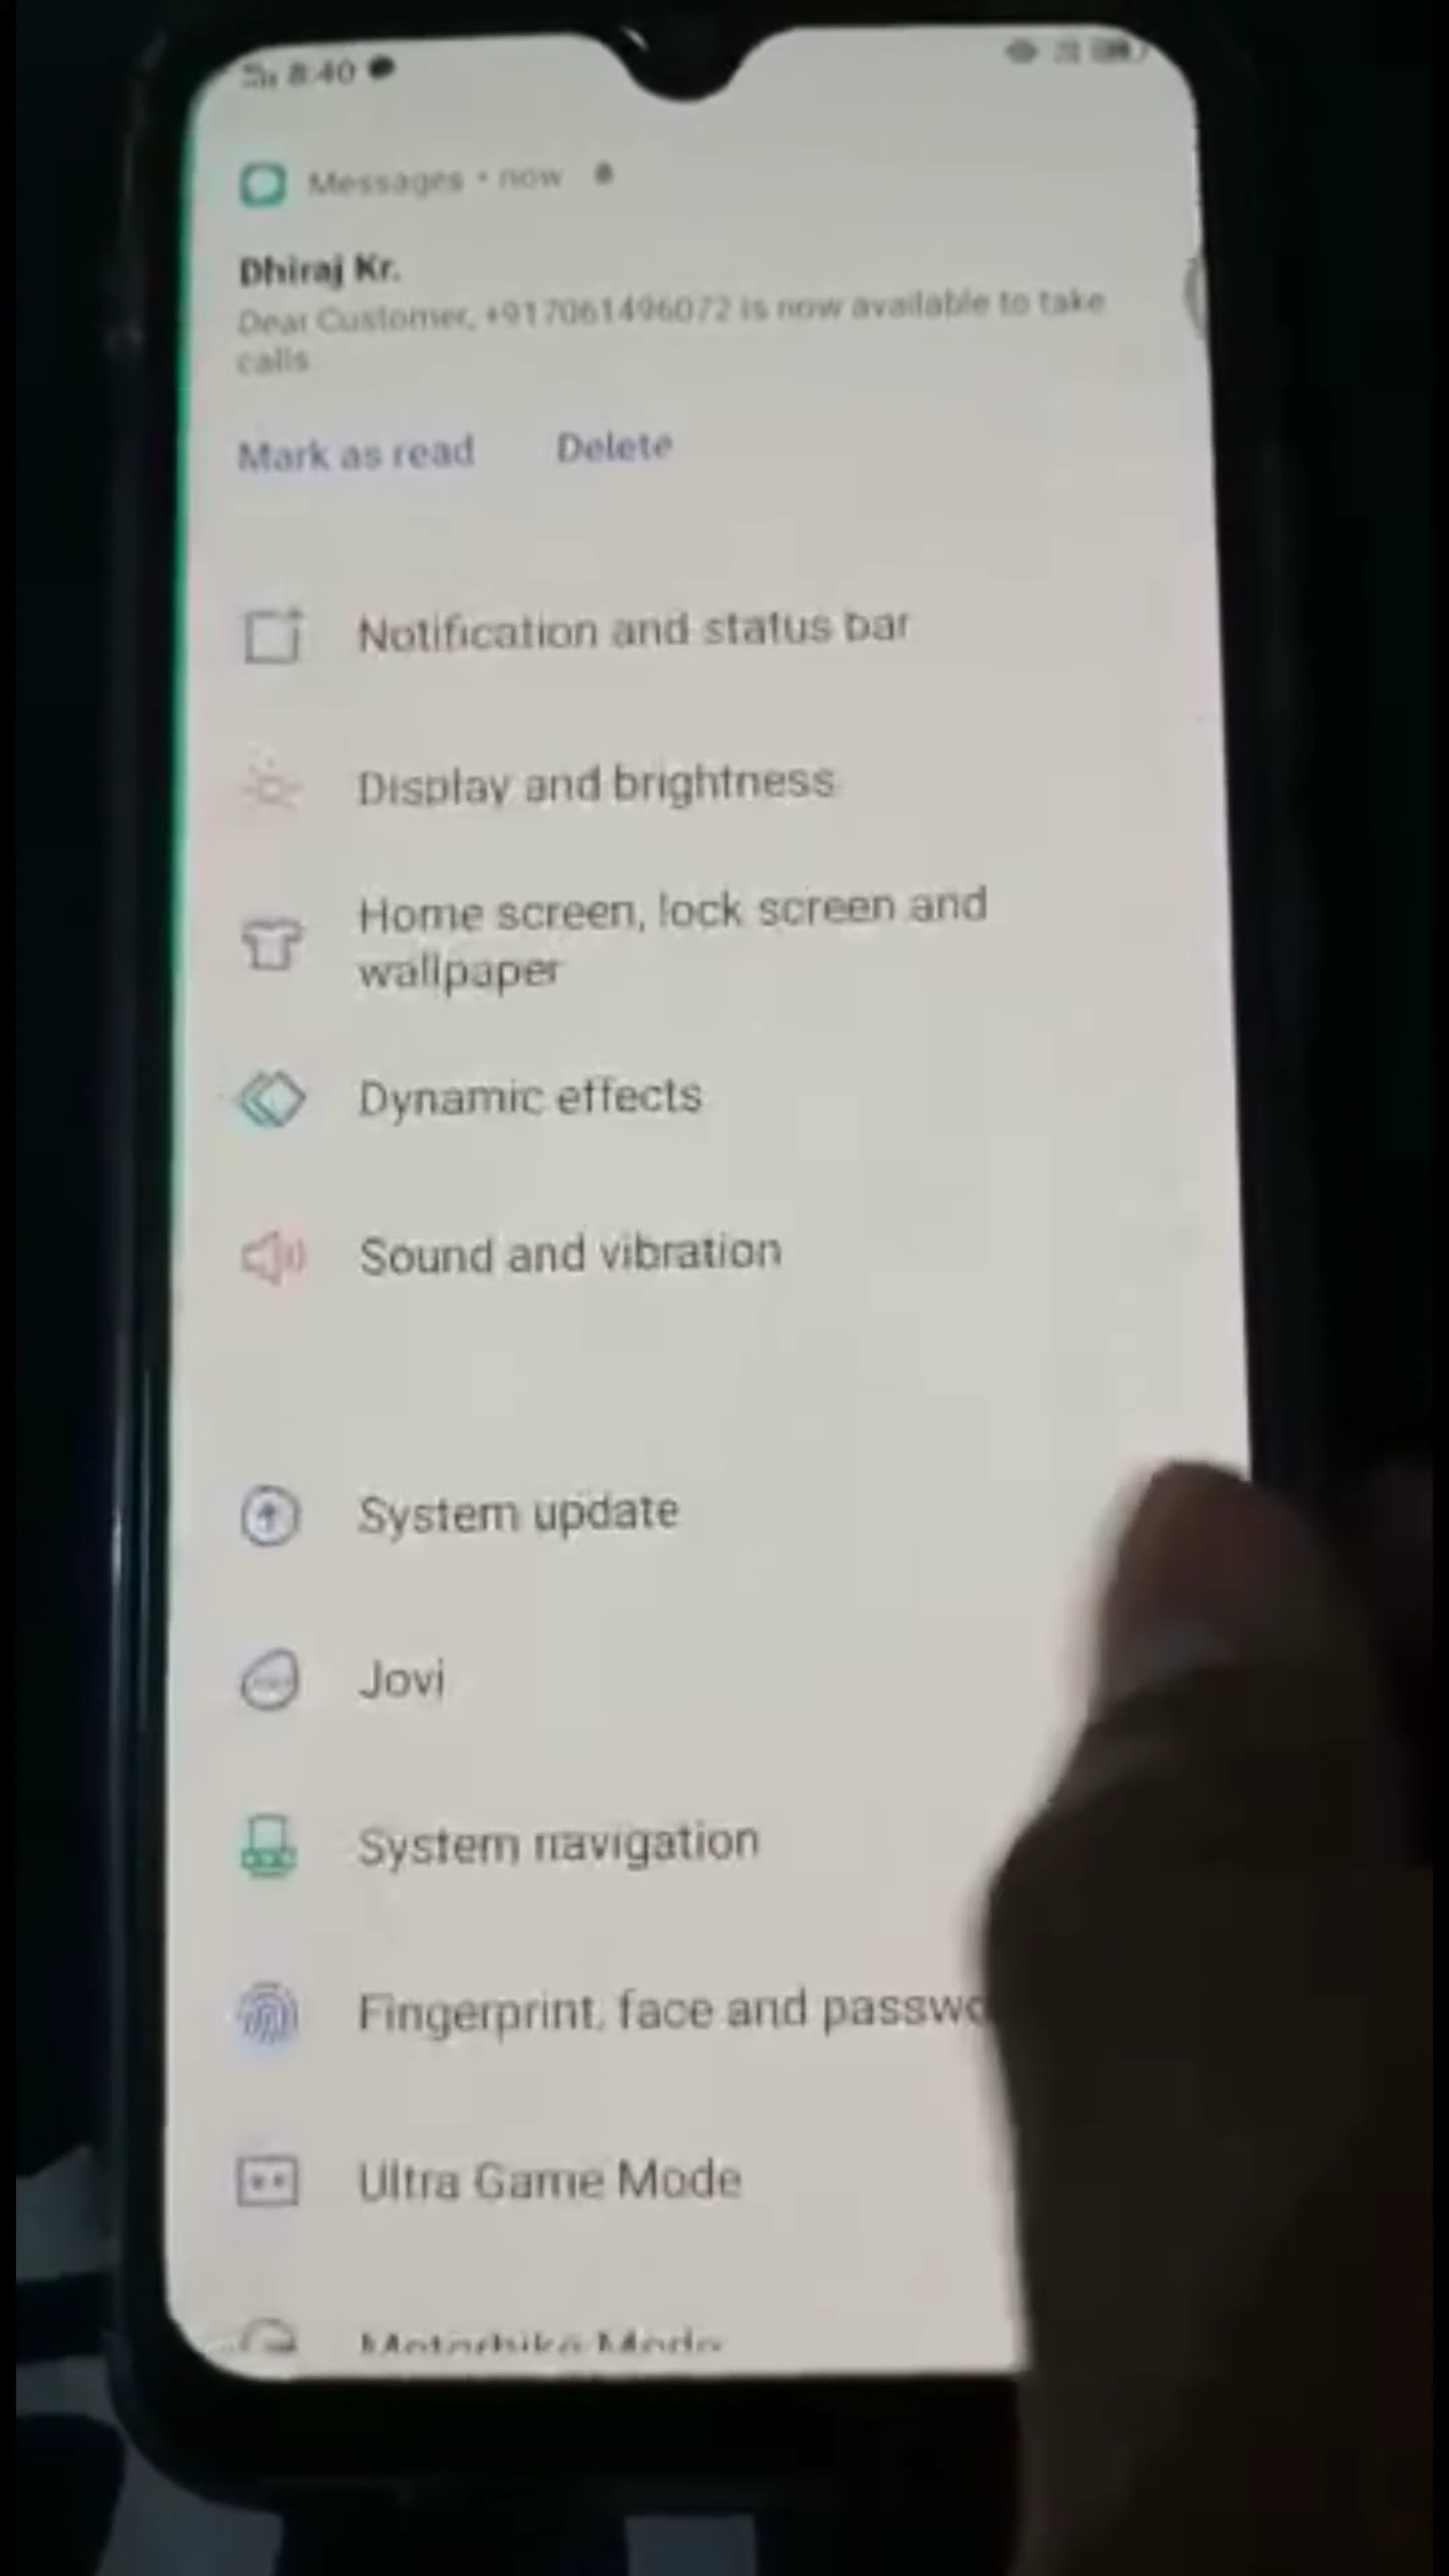 8:40
Messages • now
Dhiraj Kr.
Dear Customer, +917061496072 is now available to take
calls
Mark as read Delete
Notification and status bar
Display and brightness
Home screen, lock screen and
wallpaper
Dynamic effects
Sound and vibration
System update
Jovi
System navigation
Fingerprint, face and passwo
Ultra Game Mode
Motorbike Mode